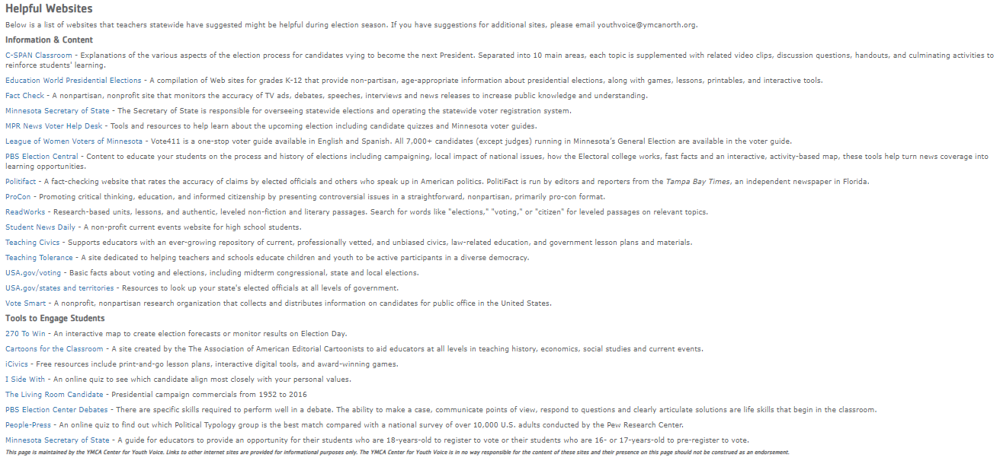 Helpful Websites
Below is a list of websites that teachers statewide have suggested might be helpful during election season. If you have suggestions for additional sites, please email youthvoice@ymcanorth.org.
Information & Content
C-SPAN Classroom - Explanations of the various aspects of the election process for candidates vying to become the next President. Separated into 10 main areas, each topic is supplemented with related video clips, discussion questions, handouts, and culminating activities to
reinforce students' learning.
Education World Presidential Elections - A compilation of Web sites for grades K-12 that provide non-partisan, age-appropriate information about presidential elections, along with games, lessons, printables, and interactive tools.
Fact Check - A nonpartisan, nonprofit site that monitors the accuracy of TV ads, debates, speeches, interviews and news releases to increase public knowledge and understanding.
Minnesota Secretary of State - The Secretary of State is responsible for overseeing statewide elections and operating the statewide voter registration system.
MPR News Voter Help Desk - Tools and resources to help learn about the upcoming election including candidate quizzes and Minnesota voter guides.
League of Women Voters of Minnesota - Vote411 is a one-stop voter guide available in English and Spanish. All 7,000+ candidates (except judges) running in Minnesota's General Election are available in the voter guide.
PBS Election Central - Content to educate your students on the process and history of elections including campaigning, local impact of national issues, how the Electoral college works, fast facts and an interactive, activity-based map, these tools help turn news coverage into
learning opportunities.
Politifact - A fact-checking website that rates the accuracy of claims by elected officials and others who speak up in American politics. PolitiFact is run by editors and reporters from the Tampa Bay Times, an independent newspaper in Florida.
ProCon - Promoting critical thinking, education, and informed citizenship by presenting controversial issues in a straightforward, nonpartisan, primarily pro-con format.
ReadWorks - Research-based units, lessons, and authentic, leveled non-fiction and literary passages. Search for words like "elections," "voting," or "citizen" for leveled passages on relevant topics.
Student News Daily - A non-profit current events website for high school students.
Teaching Civics - Supports educators with an ever-growing repository of current, professionally vetted, and unbiased civics, law-related education, and government lesson plans and materials.
Teaching Tolerance - A site dedicated to helping teachers and schools educate children and youth to be active participants in a diverse democracy.
USA.gov/voting - Basic facts about voting and elections, including midterm congressional, state and local elections.
USA.gov/states and territories - Resources to look up your state's elected officials at all levels of government.
Vote Smart - A nonprofit, nonpartisan research organization that collects and distributes information on candidates for public office in the United States.
Tools to Engage Students
270 To Win - An interactive map to create election forecasts or monitor results on Election Day.
Cartoons for the Classroom - A site created by the The Association of American Editorial Cartoonists to aid educators at all levels in teaching history, economics, social studies and current events.
iCivics - Free resources include print-and-go lesson plans, interactive digital tools, and award-winning games.
I Side With - An online quiz to see which candidate align most closely with your personal values.
The Living Room Candidate - Presidential campaign commercials from 1952 to 2016
PBS Election Center Debates - There are specific skills required to perform well in a debate. The ability to make a case, communicate points of view, respond to questions and clearly articulate solutions are life skills that begin in the classroom.
People-Press - An online quiz to find out which Political Typology group is the best match compared with a national survey of over 10,000 U.S. adults conducted by the Pew Research Center.
Minnesota Secretary of State - A guide for educators to provide an opportunity for their students who are 18-years-old to register to vote or their students who are 16- or 17-years-old to pre-register to vote.
This page is maintained by the YMCA Center for Youth Voice. Links to other internet sites are provided for informational purposes only. The YMCA Center for Youth Voice is in no way responsible for the content of these sites and their presence on this page should not be construed as an endorsement.